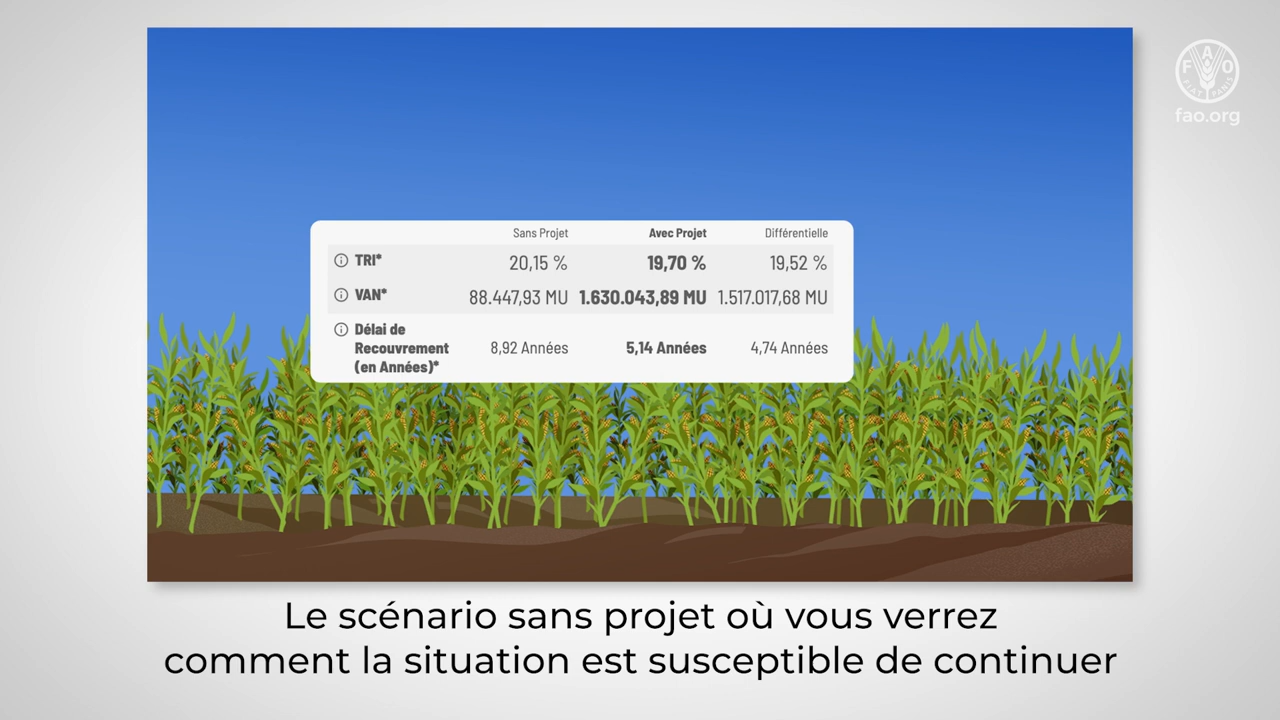 F A O
FIAT PANIS
fao.org
Sans Projet Avec Projet Différentielle
TRI* 20,15 % 19,70 % 19,52 %
VAN* 88.447,93 MU 1.630.043,89 MU 1.517.017,68 MU
Délai de
Recouvrement 8,92 Années 5,14 Années 4,74 Années
(en Années)*
Le scénario sans projet où vous verrez
comment la situation est susceptible de continuer